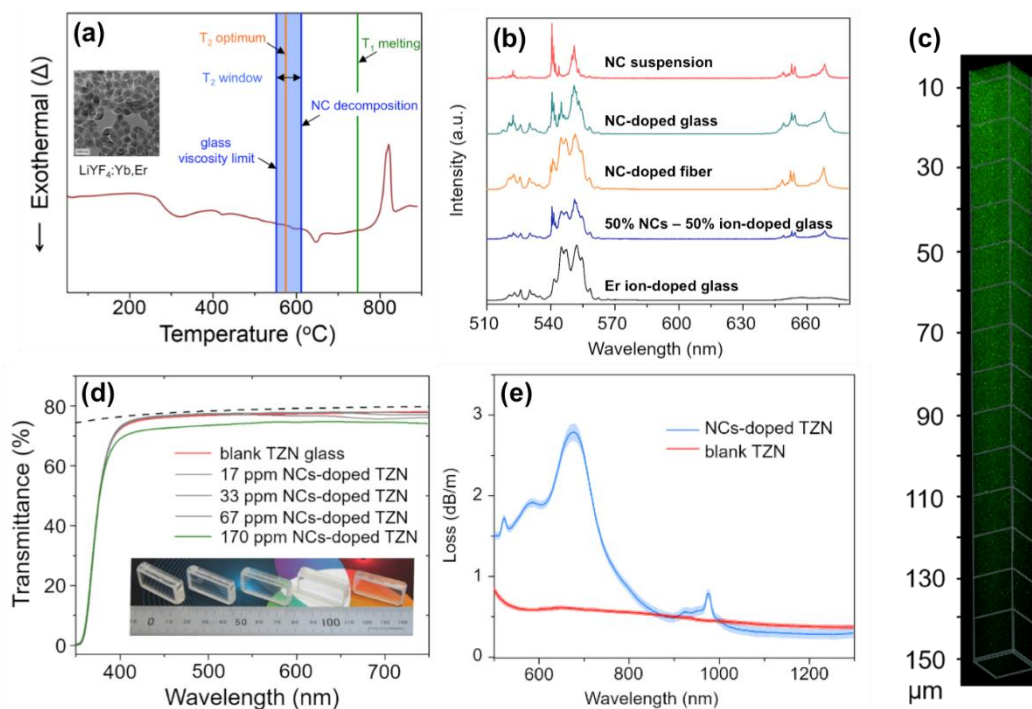 (a)
T₂ optimum
T₁ melting
T₂ window
NC decomposition
glass
viscosity limit
LiYF₄:Yb,Er
← Exothermal (Δ)
200 400 600 800
Temperature (°C)
(b)
NC suspension
NC-doped glass
NC-doped fiber
50% NCs – 50% ion-doped glass
Er ion-doped glass
Intensity (a.u.)
510 540 570 600 630 660
Wavelength (nm)
(c)
10
30
50
70
90
110
130
150
µm
(d)
80
60
40
20
0
Transmittance (%)
blank TZN glass
17 ppm NCs-doped TZN
33 ppm NCs-doped TZN
67 ppm NCs-doped TZN
170 ppm NCs-doped TZN
0 50 100
400 500 600 700
Wavelength (nm)
(e)
3
2
1
0
Loss (dB/m)
NCs-doped TZN
blank TZN
600 800 1000 1200
Wavelength (nm)